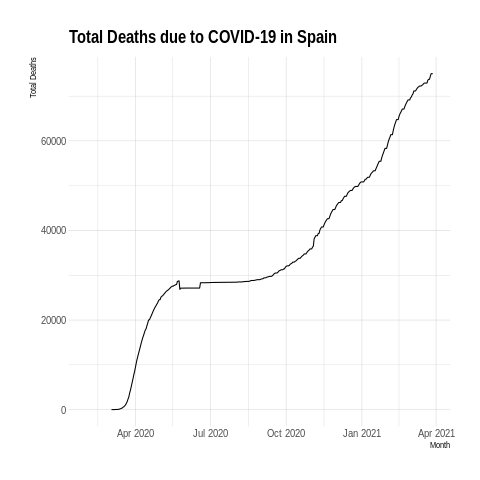 Total Deaths due to COVID-19 in Spain
Total Deaths
60000
40000
20000
0
Apr 2020 Jul 2020 Oct 2020 Jan 2021 Apr 2021
Month